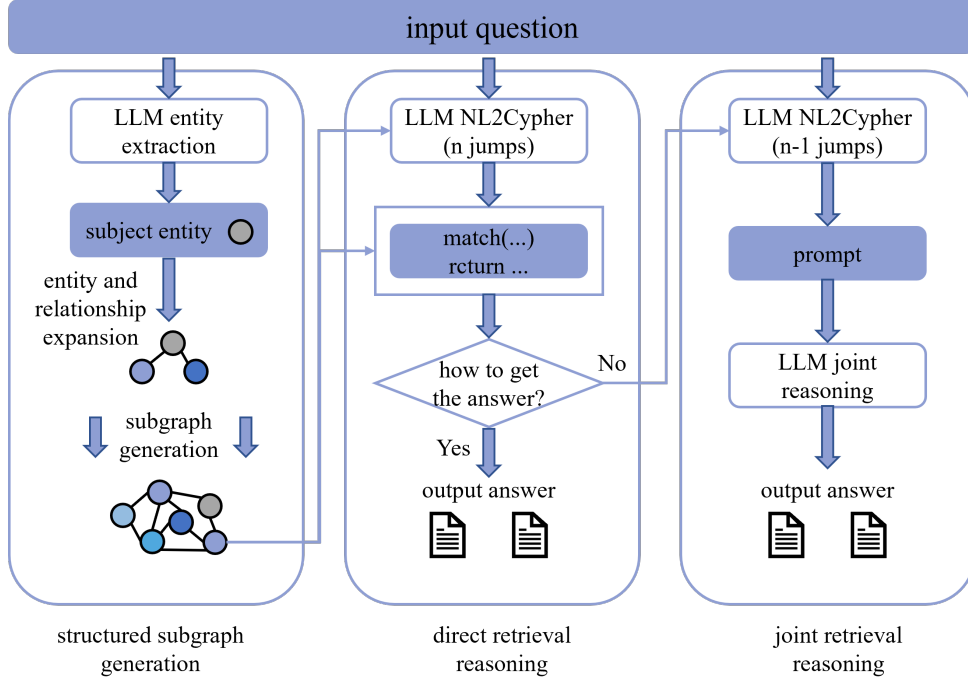 input question
LLM entity
extraction
subject entity
entity and
relationship
expansion
subgraph
generation
structured subgraph
generation
LLM NL2Cypher
(n jumps)
match(...)
rcturn ...
how to get
the answer?
No
Yes
output answer
direct retrieval
reasoning
LLM NL2Cypher
(n-1 jumps)
prompt
LLM joint
reasoning
output answer
joint retrieval
reasoning